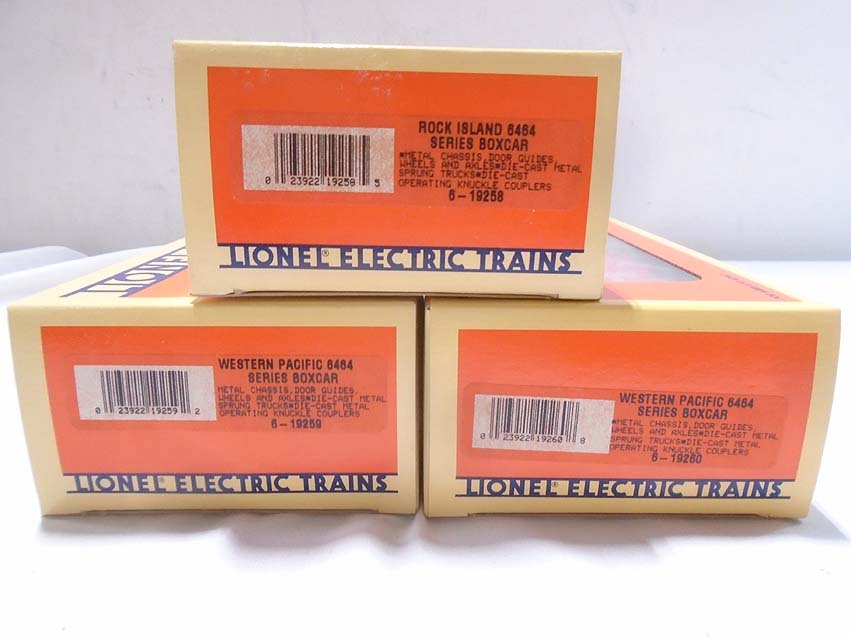 ROCK ISLAND 6464
SERIES BOXCAR
■METAL CHASSIS,DOOR GUIDES,
WHEELS AND AXLES■DIE-CAST METAL
SPRUNG TRUCKS■DIE-CAST
OPERATING KNUCKLE COUPLERS
6-19258
0 23922 19258 5
LIONEL® ELECTRIC TRAINS
LIONEL
WESTERN PACIFIC 6464
SERIES BOXCAR
METAL CHASSIS,DOOR GUIDES,
WHEELS AND AXLES■DIE-CAST METAL
SPRUNG TRUCKS■DIE-CAST METAL
OPERATING KNUCKLE COUPLERS
6-19259
0 23922 19259 2
LIONEL® ELECTRIC TRAINS
WESTERN PACIFIC 6464
SERIES BOXCAR
■METAL CHASSIS,DOOR GUIDES,
WHEELS AND AXLES■DIE-CAST METAL
SPRUNG TRUCKS■DIE-CAST METAL
OPERATING KNUCKLE COUPLERS
6-19260
0 23922 19260 8
LIONEL® ELECTRIC TRAINS